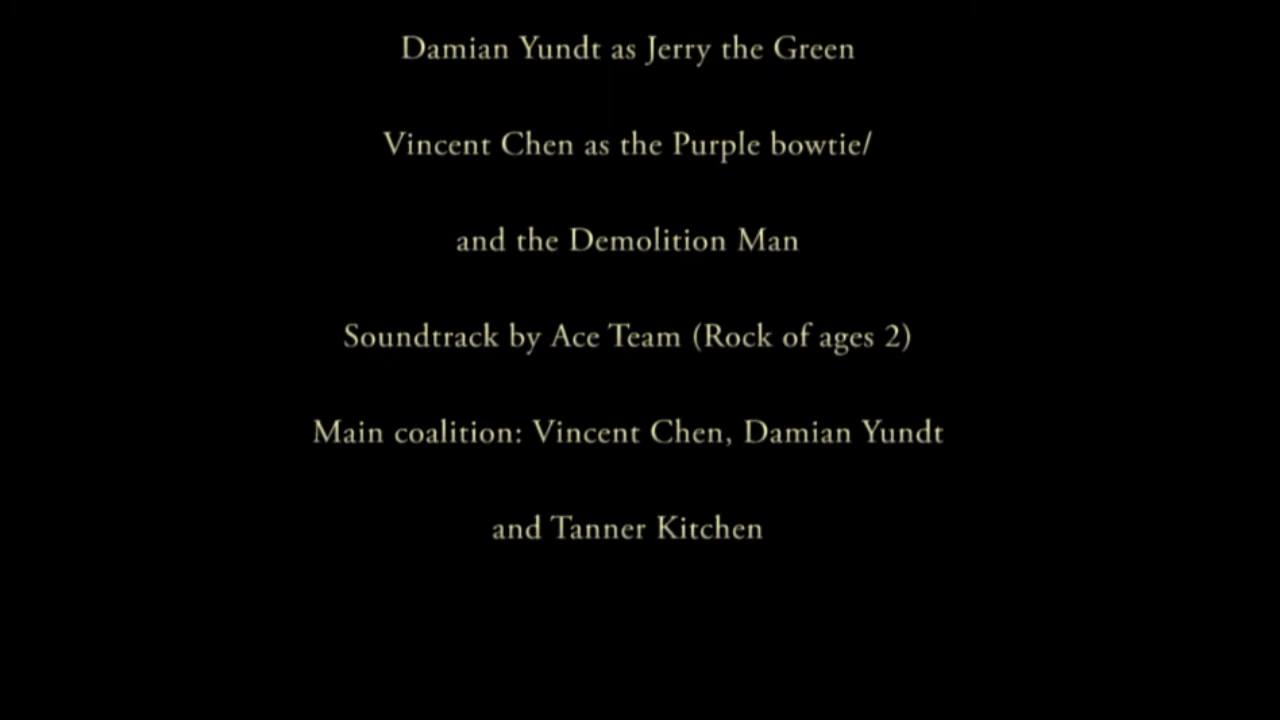 Damian Yundt as Jerry the Green
Vincent Chen as the Purple bowtie/
and the Demolition Man
Soundtrack by Ace Team (Rock of ages 2)
Main coalition: Vincent Chen, Damian Yundt
and Tanner Kitchen